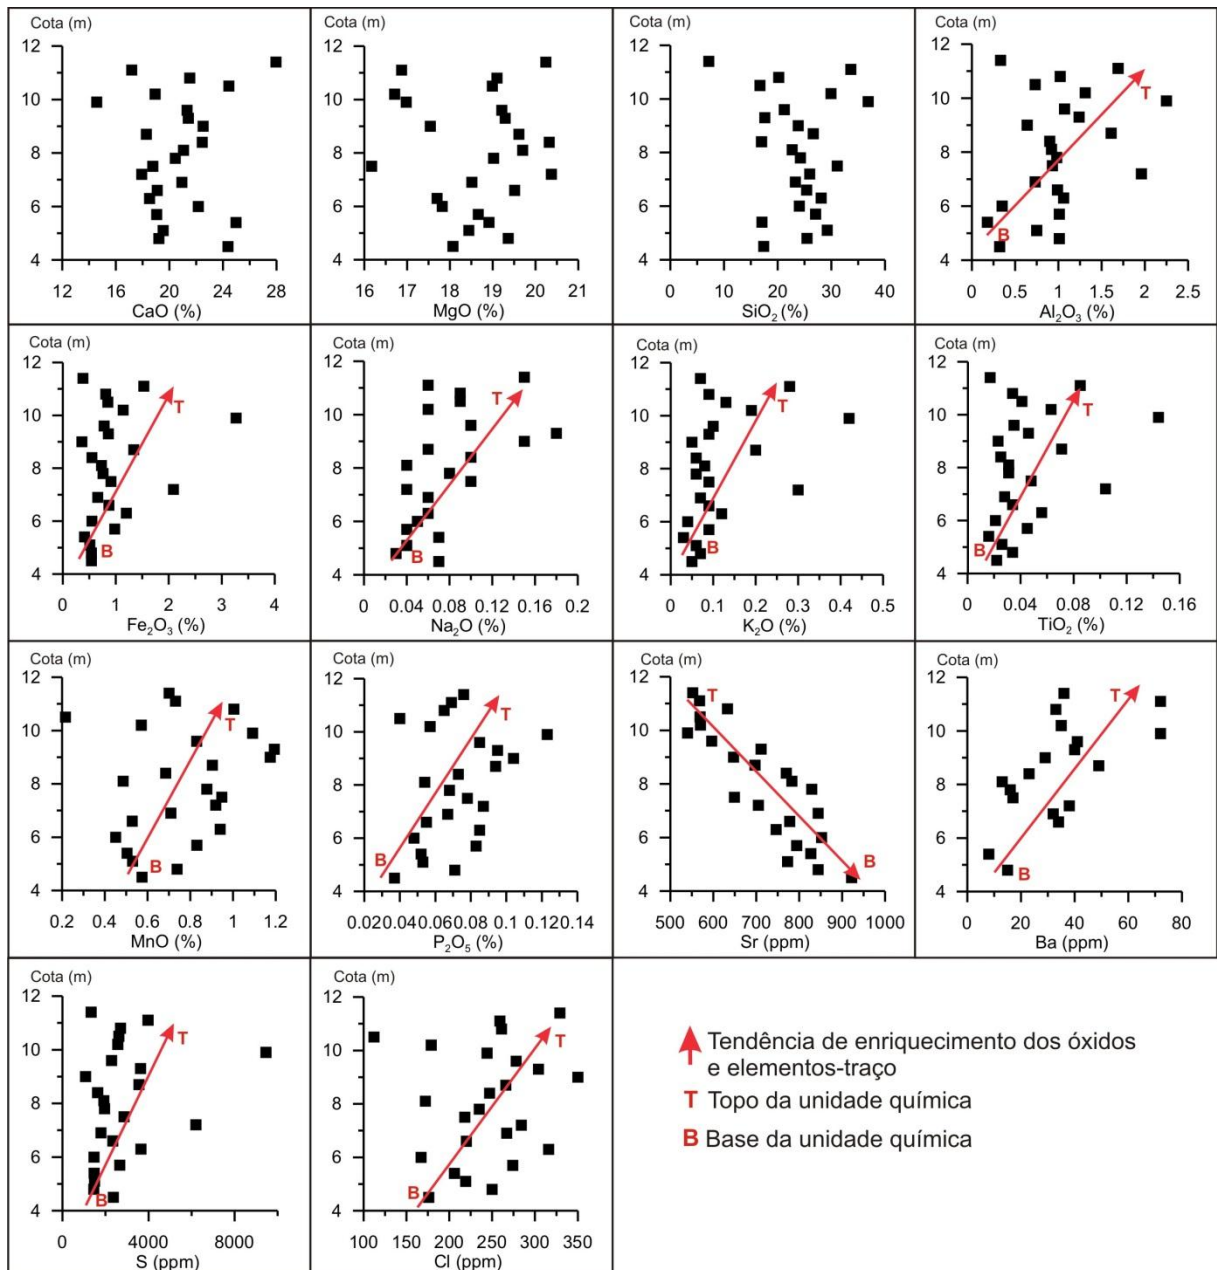 Cota (m)
12
10
8
6
4
12 16 20 24 28
CaO (%)
Cota (m)
12
10
8
6
4
16 17 18 19 20 21
MgO (%)
Cota (m)
12
10
8
6
4
0 10 20 30 40
SiO₂ (%)
Cota (m)
12
10
8
6
4
T
B
0 0.5 1 1.5 2 2.5
Al₂O₃ (%)
Cota (m)
12
10
8
6
4
T
B
0 1 2 3 4
Fe₂O₃ (%)
Cota (m)
12
10
8
6
4
T
B
0 0.04 0.08 0.12 0.16 0.2
Na₂O (%)
Cota (m)
12
10
8
6
4
T
B
0 0.1 0.2 0.3 0.4 0.5
K₂O (%)
Cota (m)
12
10
8
6
4
T
B
0 0.04 0.08 0.12 0.16
TiO₂ (%)
Cota (m)
12
10
8
6
4
T
B
0.2 0.4 0.6 0.8 1 1.2
MnO (%)
Cota (m)
12
10
8
6
4
T
B
0.02 0.04 0.06 0.08 0.1 0.12 0.14
P₂O₅ (%)
Cota (m)
12
10
8
6
4
T
B
500 600 700 800 900 1000
Sr (ppm)
Cota (m)
12
10
8
6
4
T
B
0 20 40 60 80
Ba (ppm)
Cota (m)
12
10
8
6
4
T
B
0 4000 8000
S (ppm)
Cota (m)
12
10
8
6
4
T
B
100 150 200 250 300 350
Cl (ppm)
Tendência de enriquecimento dos óxidos
e elementos-traço
T Topo da unidade química
B Base da unidade química